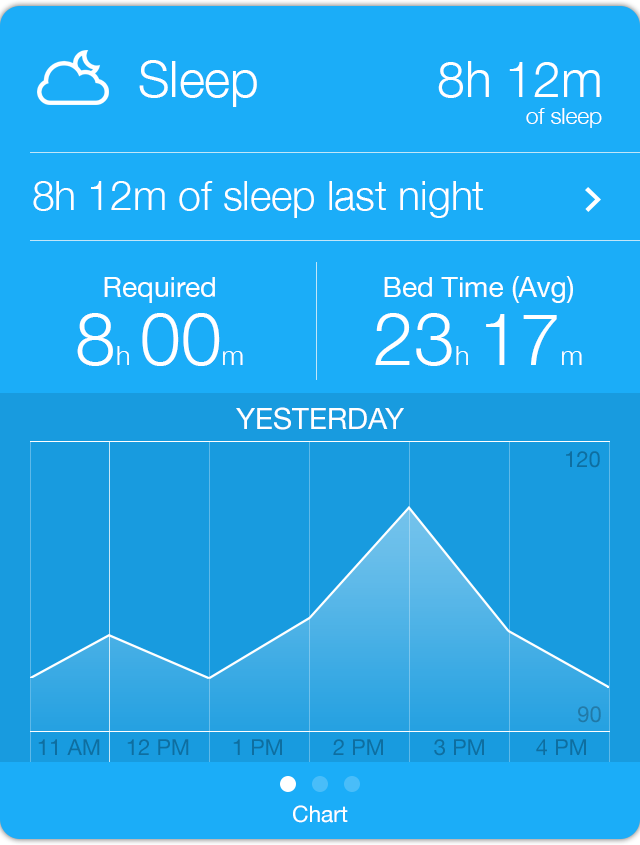 Sleep 8h 12m
of sleep
8h 12m of sleep last night
Required Bed Time (Avg)
8h 00m 23h 17m
YESTERDAY
120
90
11 AM 12 PM 1 PM 2 PM 3 PM 4 PM
Chart